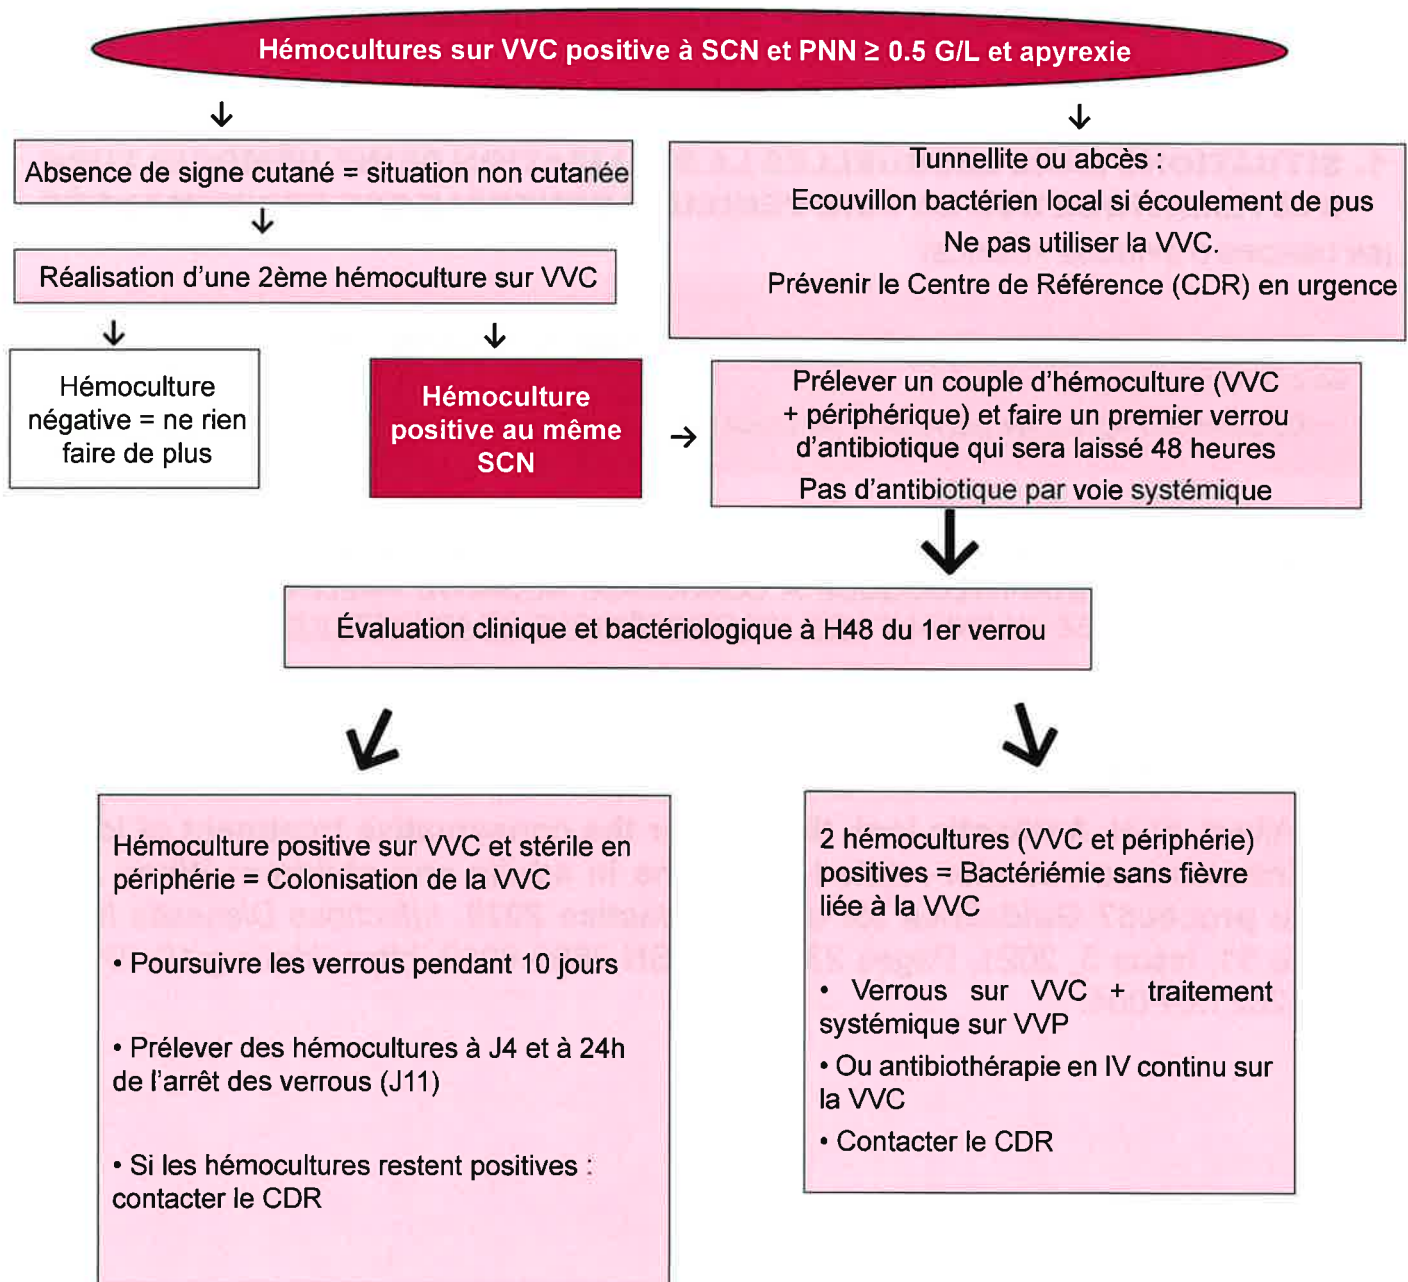 Hémocultures sur VVC positive à SCN et PNN ≥ 0.5 G/L et apyrexie
Absence de signe cutané = situation non cutanée
Réalisation d'une 2ème hémoculture sur VVC
Hémoculture
négative = ne rien
faire de plus
Hémoculture
positive au même
SCN
Tunnellite ou abcès :
Ecouvillon bactérien local si écoulement de pus
Ne pas utiliser la VVC.
Prévenir le Centre de Référence (CDR) en urgence
Prélever un couple d'hémoculture (VVC
+ périphérique) et faire un premier verrou
d'antibiotique qui sera laissé 48 heures
Pas d'antibiotique par voie systémique
Évaluation clinique et bactériologique à H48 du 1er verrou
Hémoculture positive sur VVC et stérile en
périphérie = Colonisation de la VVC
• Poursuivre les verrous pendant 10 jours
• Prélever des hémocultures à J4 et à 24h
de l'arrêt des verrous (J11)
• Si les hémocultures restent positives :
contacter le CDR
2 hémocultures (VVC et périphérie)
positives = Bactériémie sans fièvre
liée à la VVC
• Verrous sur VVC + traitement
systémique sur VVP
• Ou antibiothérapie en IV continu sur
la VVC
• Contacter le CDR